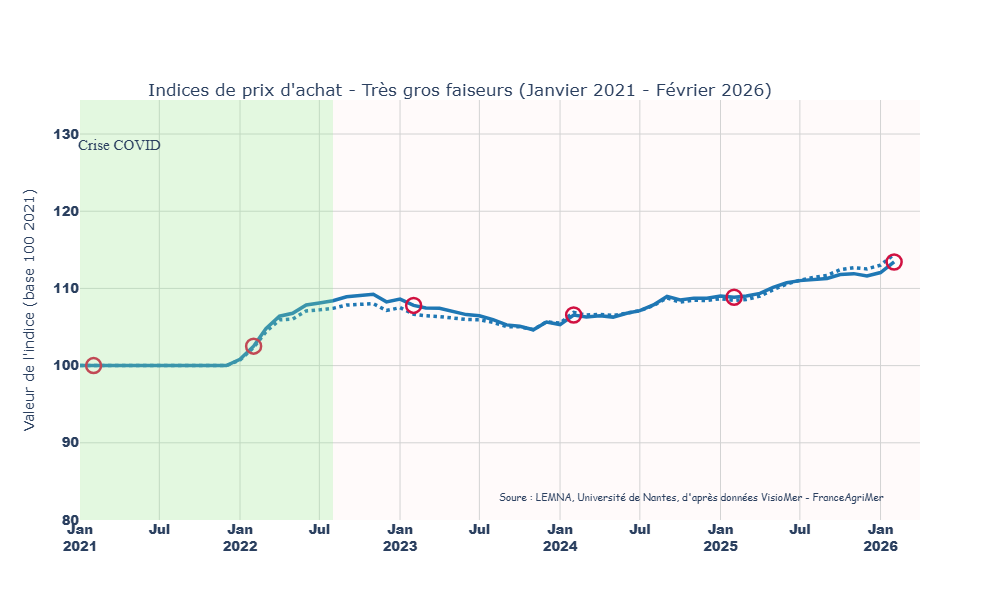 Indices de prix d'achat - Très gros faiseurs (Janvier 2021 - Février 2026)
130
Crise COVID
120
110
100
90
80
Valeur de l'indice (base 100 2021)
Soure : LEMNA, Université de Nantes, d'après données VisioMer - FranceAgriMer
Jan Jul Jan Jul Jan Jul Jan Jul Jan Jul Jan
2021 2022 2023 2024 2025 2026